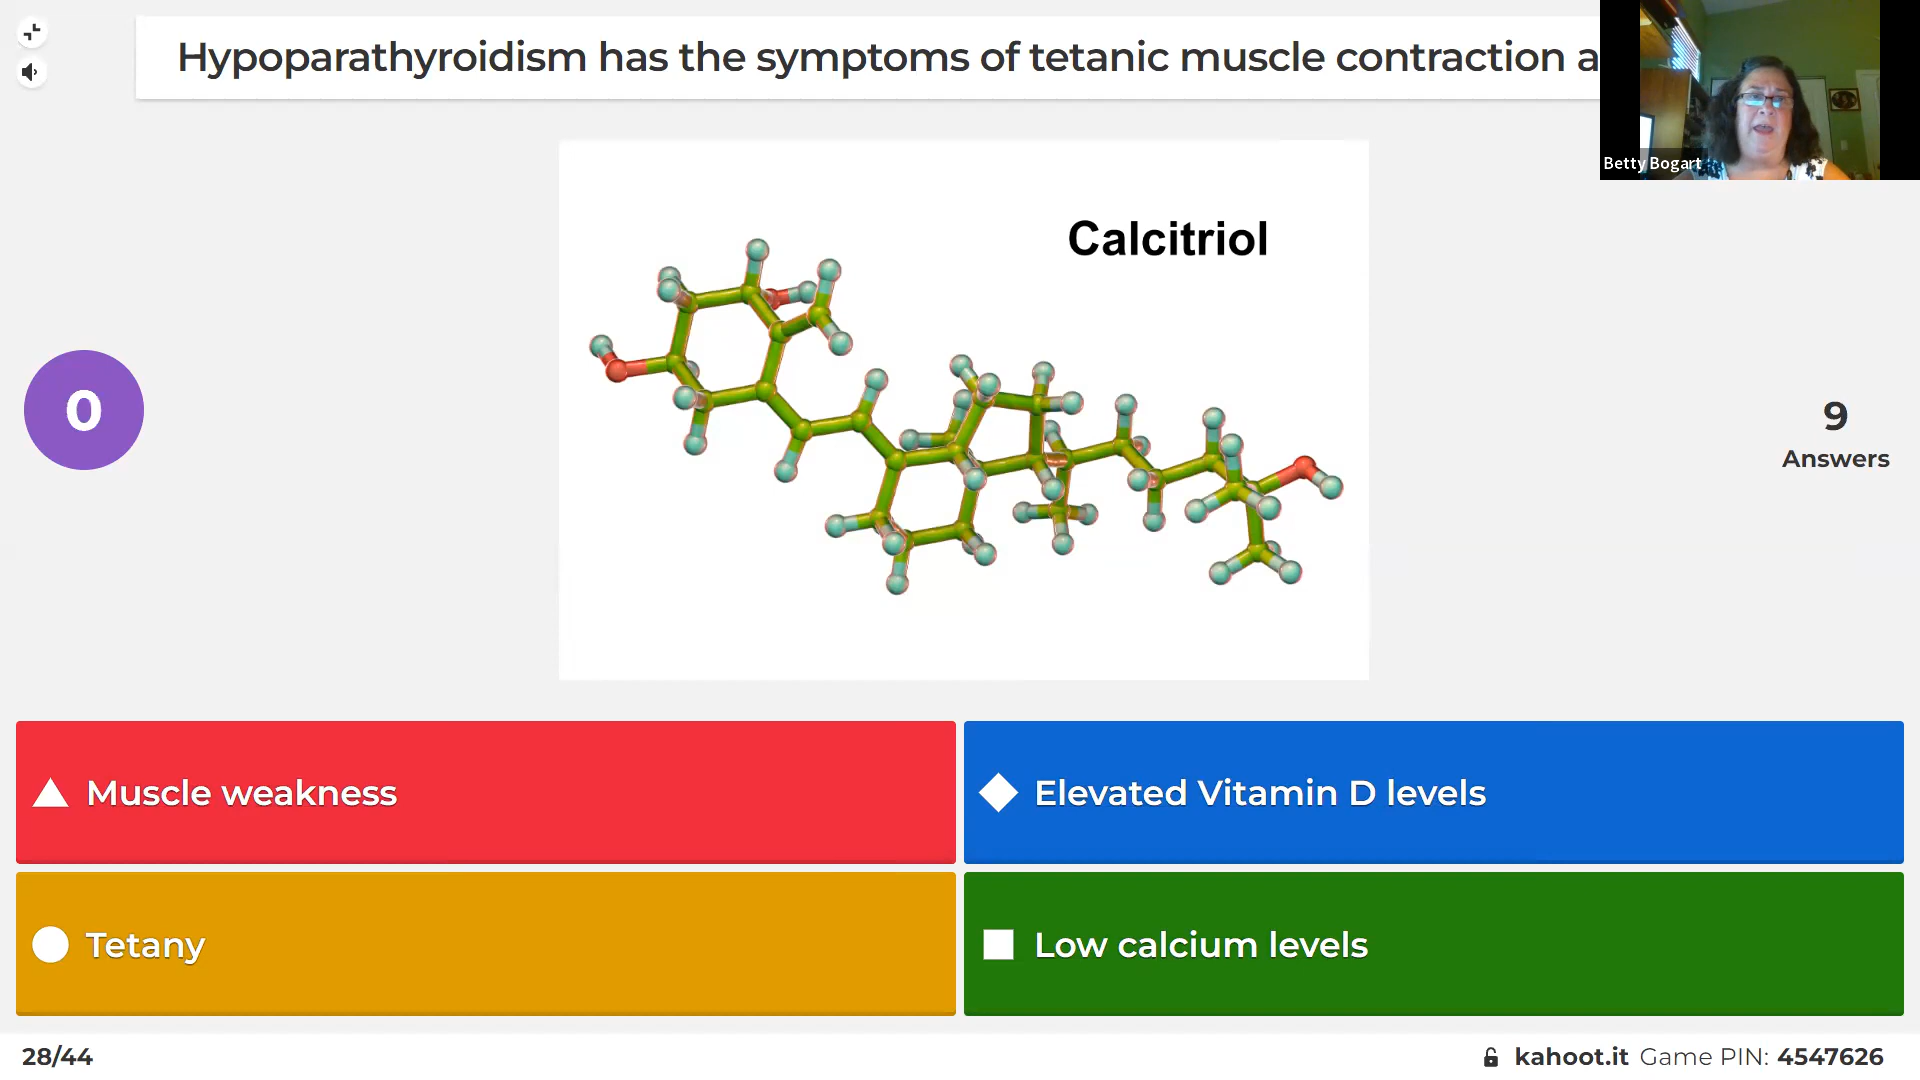 Hypoparathyroidism has the symptoms of tetanic muscle contraction a
Betty Bogart
Calcitriol
0
9
Answers
Muscle weakness
Elevated Vitamin D levels
Tetany
Low calcium levels
28/44
kahoot.it Game PIN: 4547626